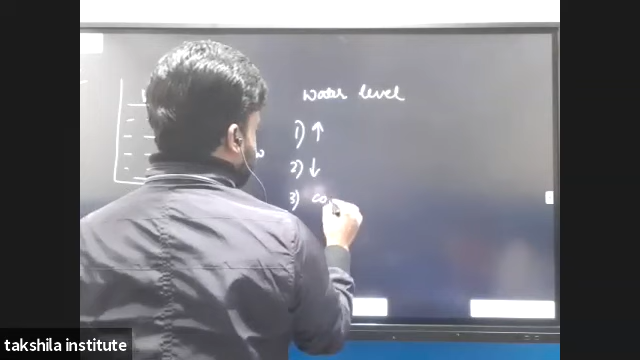 Water level
1) ↑
2) ↓
3) co
takshila institute